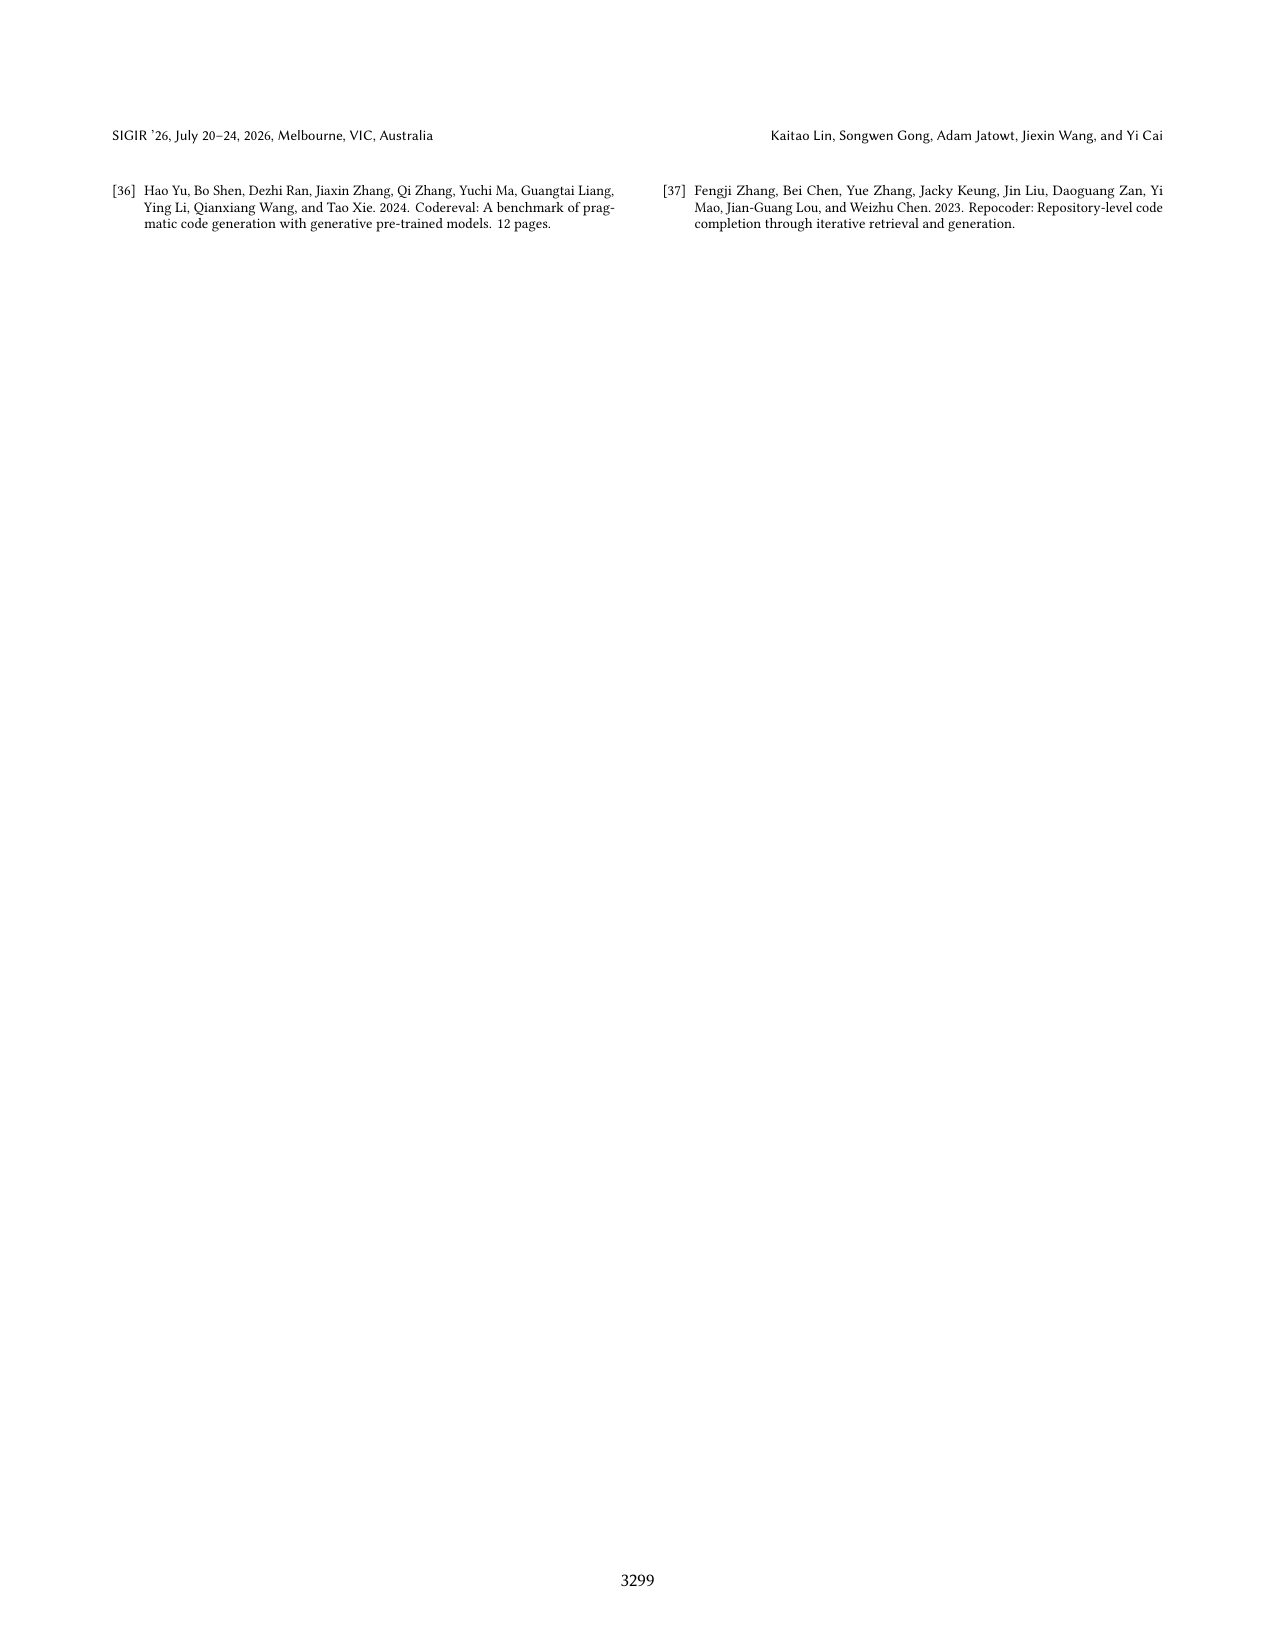 SIGIR ’26, July 20–24, 2026, Melbourne, VIC, Australia
Kaitao Lin, Songwen Gong, Adam Jatowt, Jiexin Wang, and Yi Cai
[36] Hao Yu, Bo Shen, Dezhi Ran, Jiaxin Zhang, Qi Zhang, Yuchi Ma, Guangtai Liang,
Ying Li, Qianxiang Wang, and Tao Xie. 2024. Codereval: A benchmark of prag-
matic code generation with generative pre-trained models. 12 pages.
[37] Fengji Zhang, Bei Chen, Yue Zhang, Jacky Keung, Jin Liu, Daoguang Zan, Yi
Mao, Jian-Guang Lou, and Weizhu Chen. 2023. Repocoder: Repository-level code
completion through iterative retrieval and generation.
3299